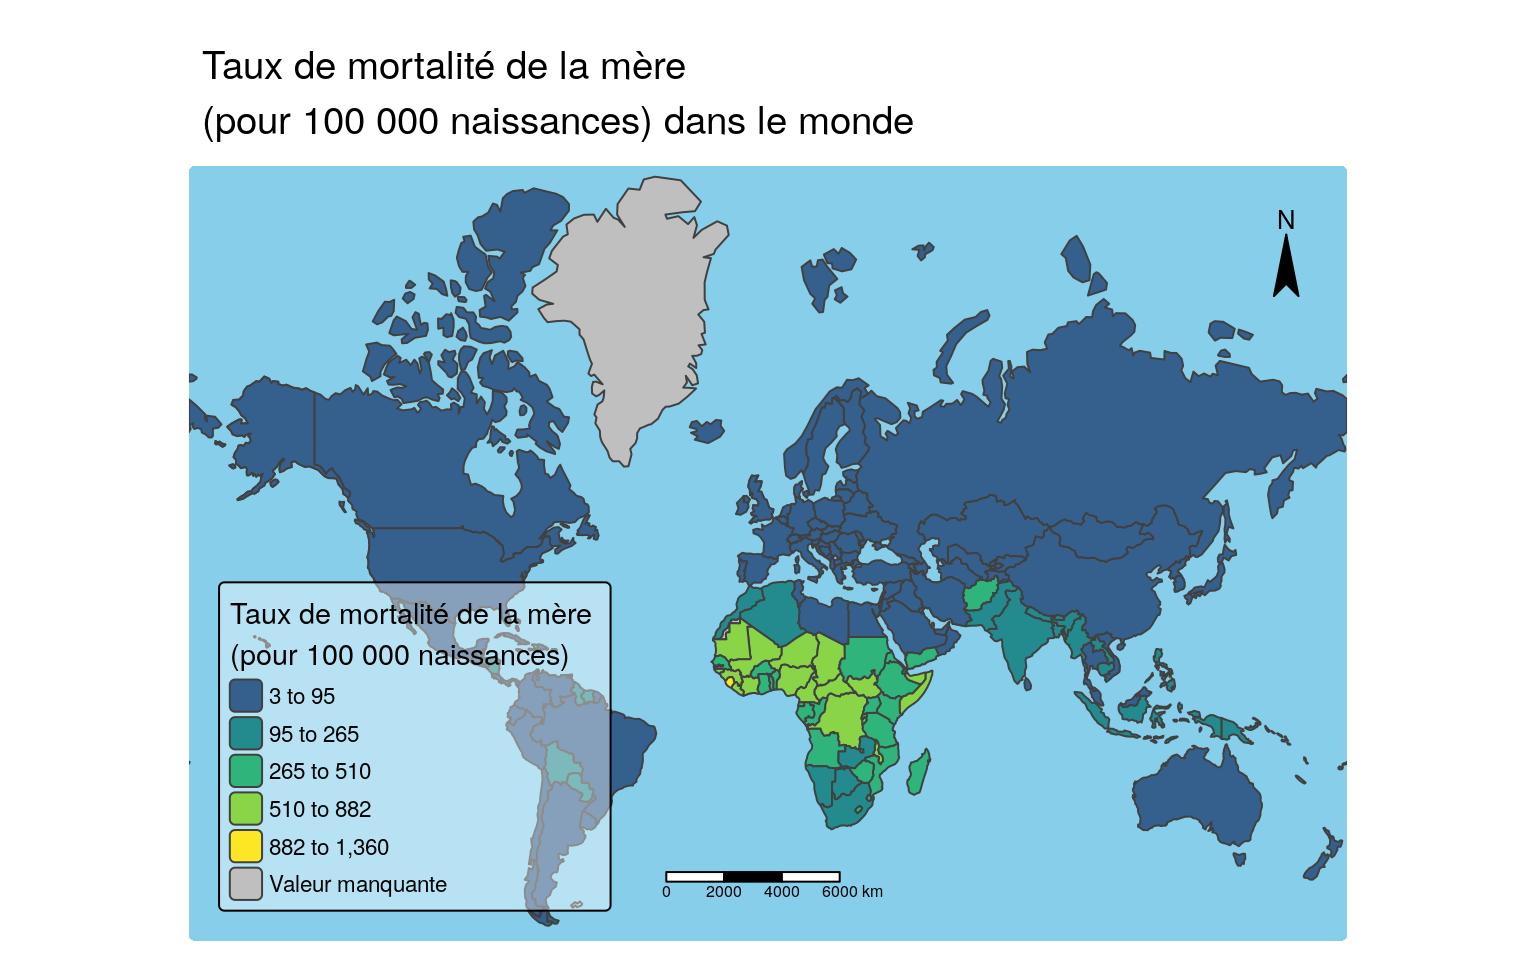 Taux de mortalité de la mère
(pour 100 000 naissances) dans le monde
N
Taux de mortalité de la mère
(pour 100 000 naissances)
3 to 95
95 to 265
265 to 510
510 to 882
882 to 1,360
Valeur manquante
0 2000 4000 6000 km